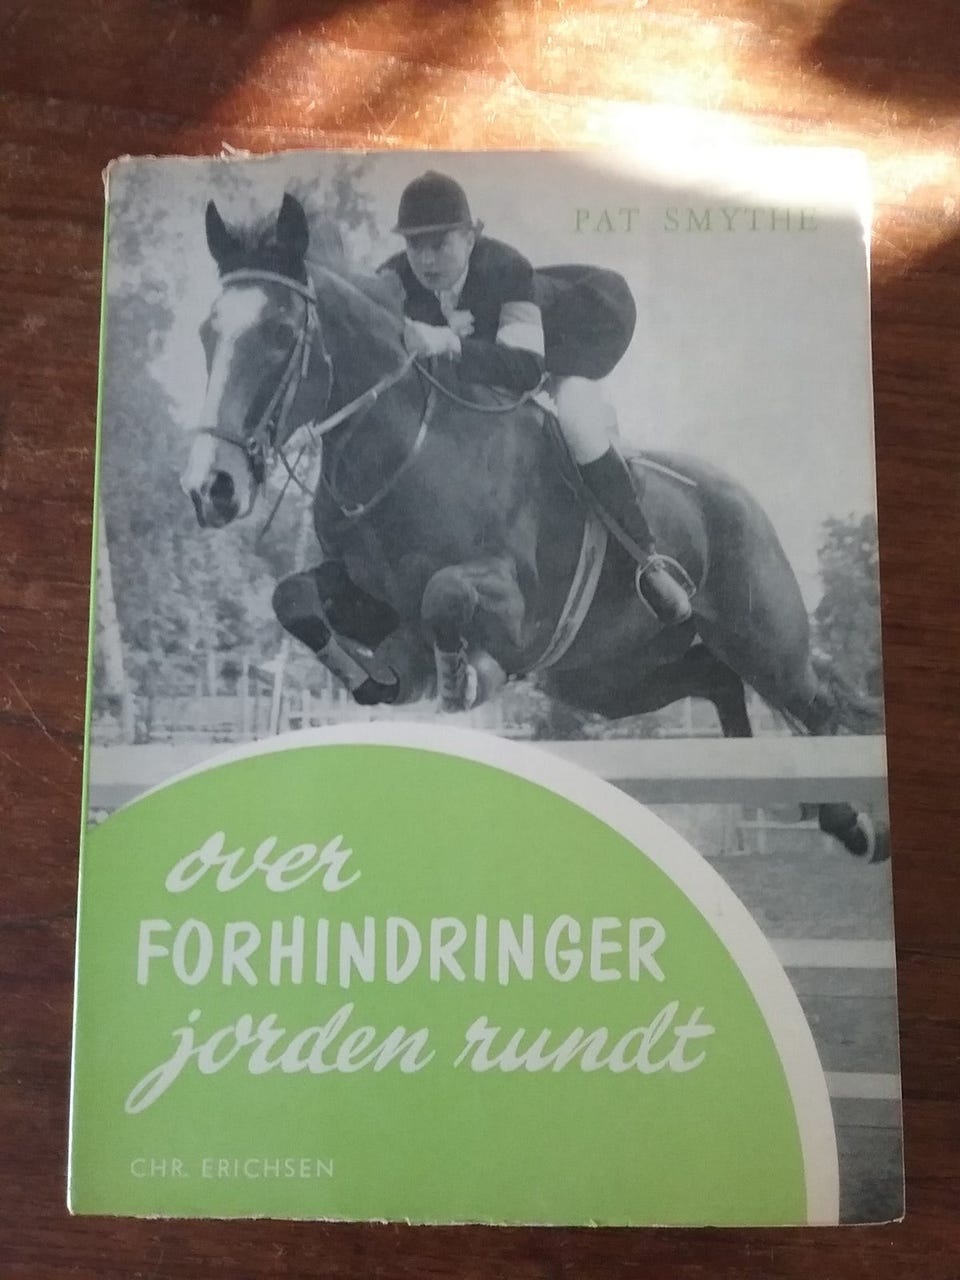 PAT SMYTHE
over
FORHINDRINGER
jorden rundt
CHR. ERICHSEN